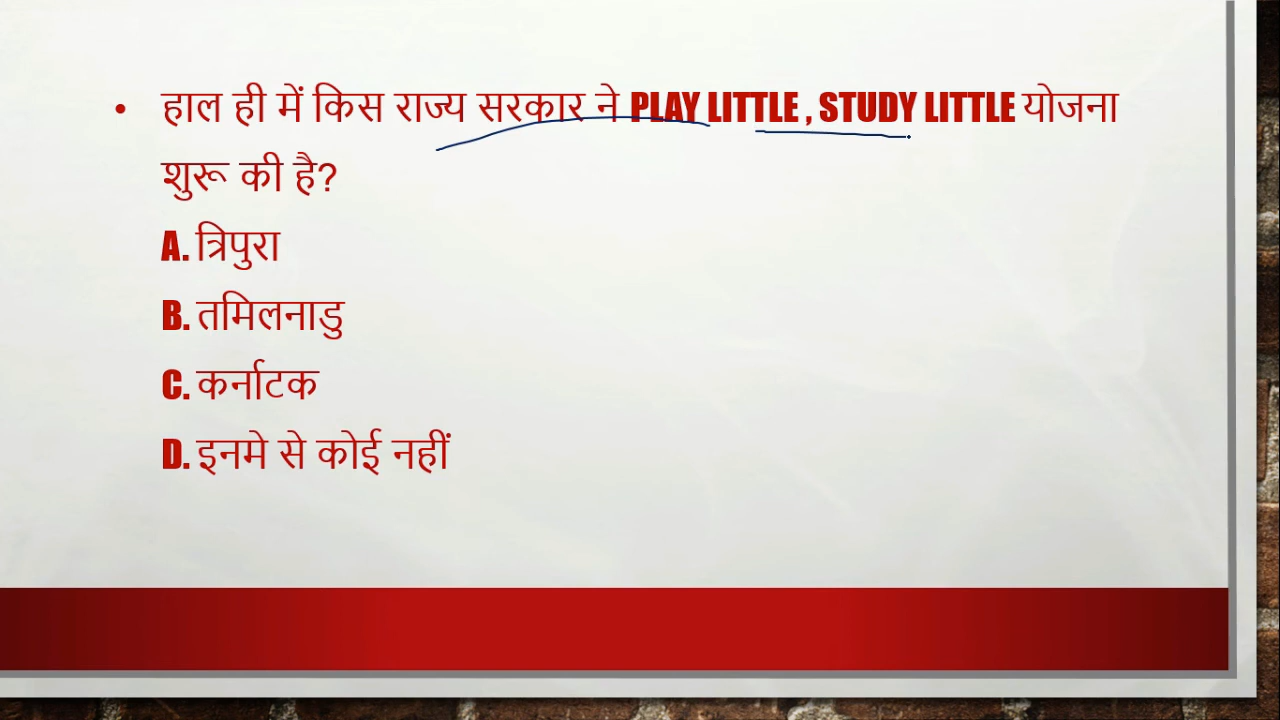 • हाल ही में किस राज्य सरकार ने PLAY LITTLE , STUDY LITTLE योजना
शुरू की है?
A. त्रिपुरा
B. तमिलनाडु
C. कर्नाटक
D. इनमे से कोई नहीं